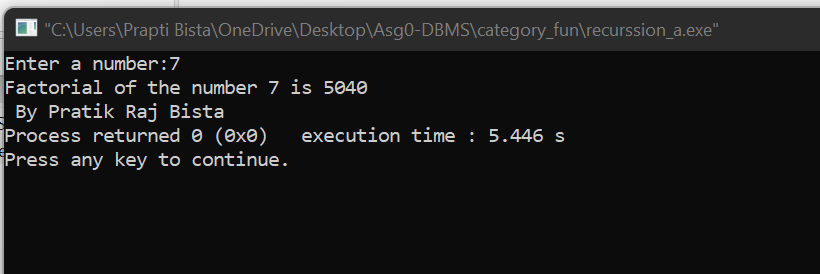 "C:\Users\Prapti Bista\OneDrive\Desktop\Asg0-DBMS\category_fun\recurssion_a.exe"
Enter a number:7
Factorial of the number 7 is 5040
 By Pratik Raj Bista
Process returned 0 (0x0)   execution time : 5.446 s
Press any key to continue.